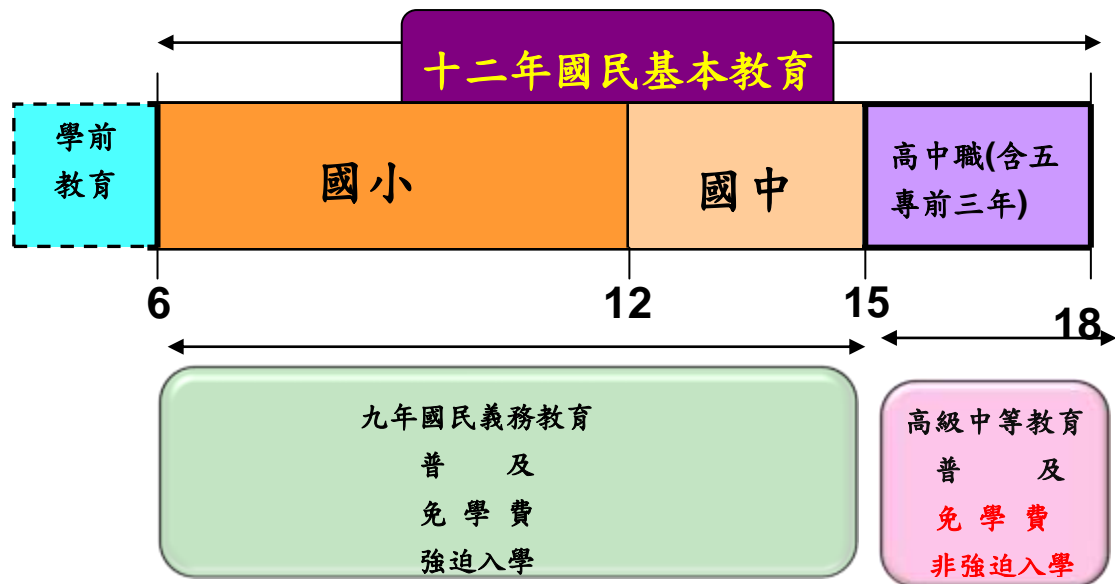 十二年國民基本教育
學前
教育
國小
國中
高中職(含五
專前三年)
6
12
15
18
九年國民義務教育
普 及
免 學 費
強迫入學
高級中等教育
普 及
免 學 費
非強迫入學